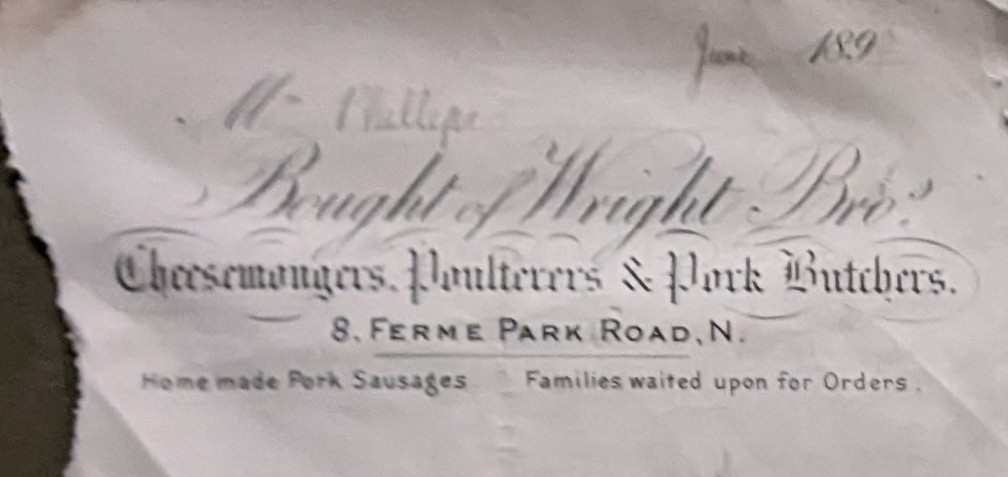 June 189
Mr Phillips
Bought of Wright Bros.
Cheesemongers, Poulterers & Pork Butchers.
8, FERME PARK ROAD, N.
Home made Pork Sausages Families waited upon for Orders.